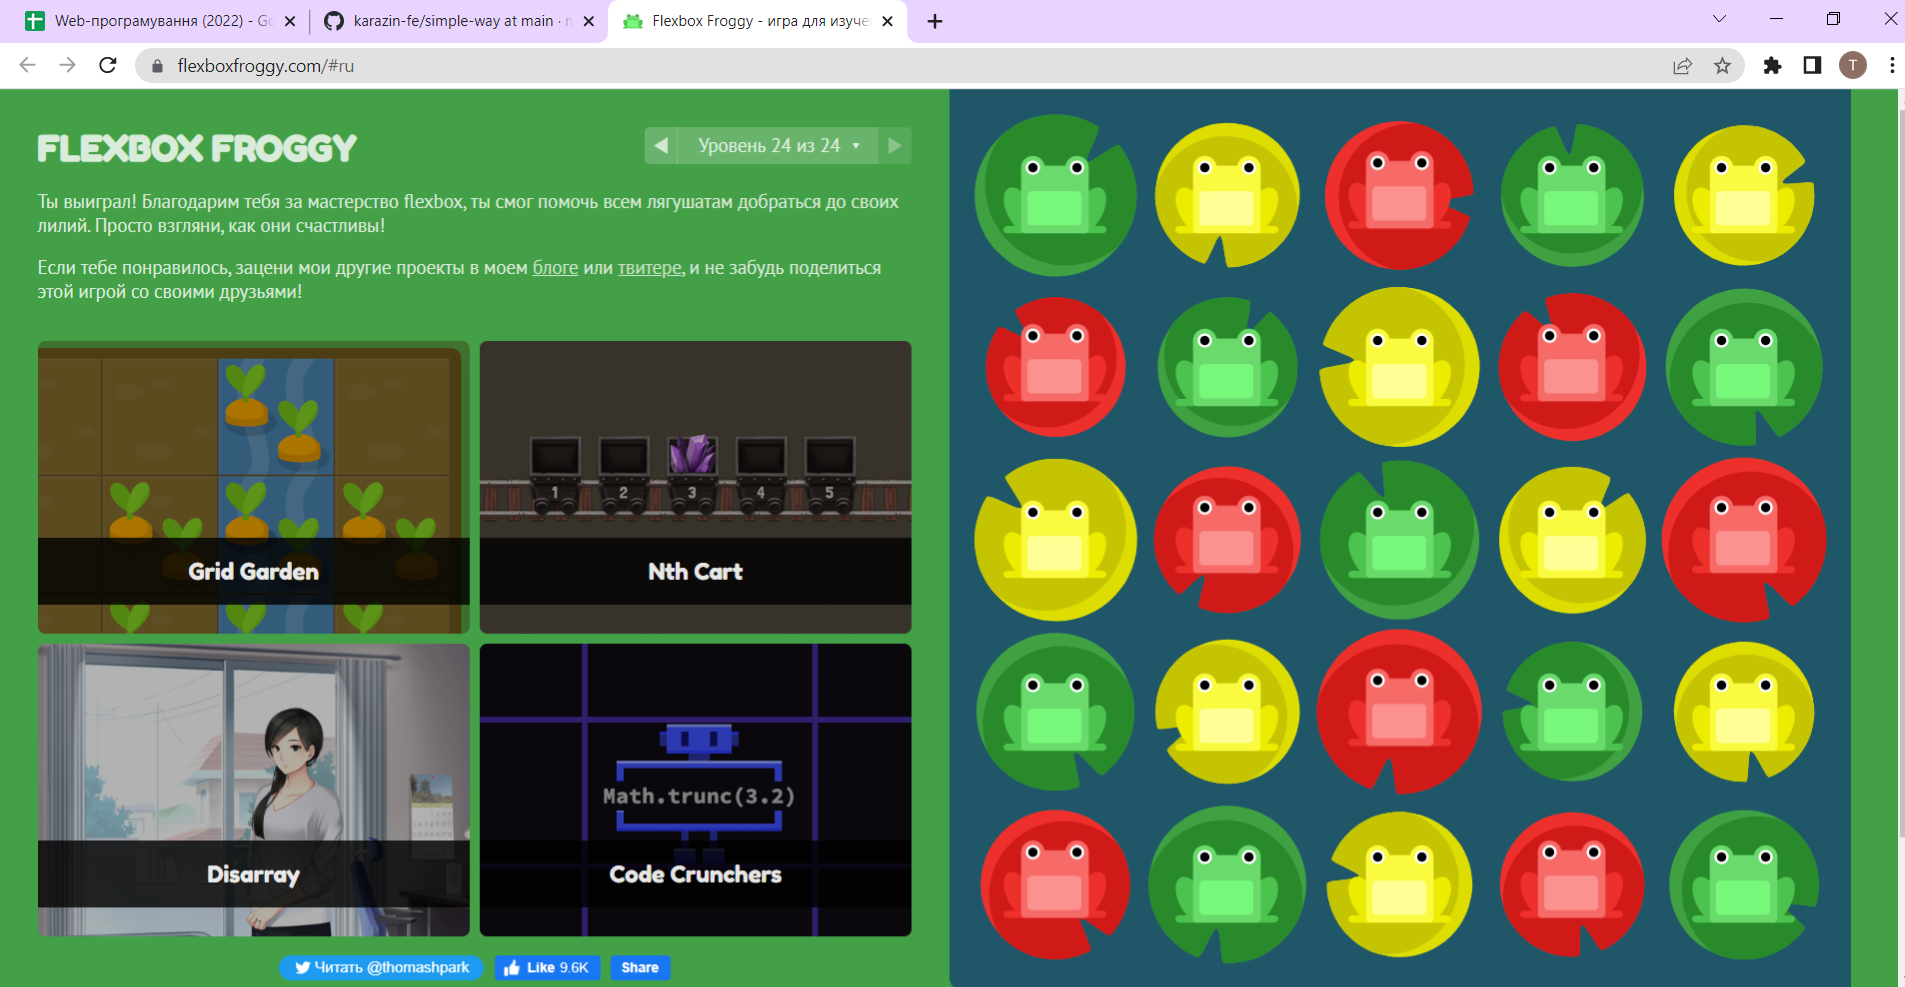 Web-програмування (2022) - Go
karazin-fe/simple-way at main ·
Flexbox Froggy - игра для изуче
flexboxfroggy.com/#ru
T
FLEXBOX FROGGY
Уровень 24 из 24
Ты выиграл! Благодарим тебя за мастерство flexbox, ты смог помочь всем лягушатам добраться до своих
лилий. Просто взгляни, как они счастливы!
Если тебе понравилось, зацени мои другие проекты в моем блоге или твитере, и не забудь поделиться
этой игрой со своими друзьями!
1 2 3 4 5
Grid Garden
Nth Cart
Math.trunc(3.2)
Disarray
Code Crunchers
Читать @thomashpark
Like 9.6K
Share